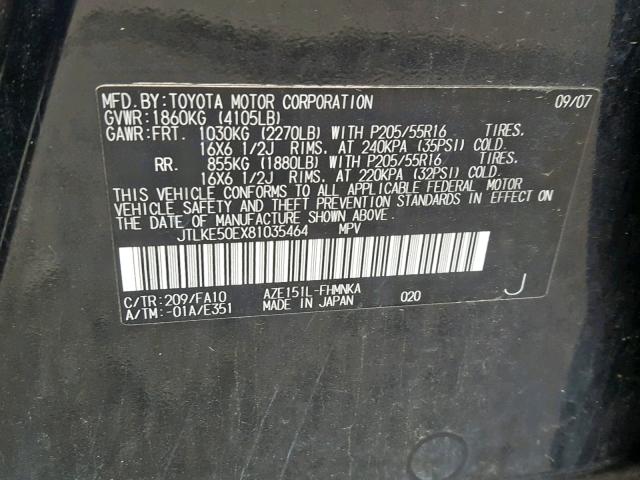 MFD.BY:TOYOTA MOTOR CORPORATION 09/07
GVWR:1860KG (4105LB)
GAWR:FRT. 1030KG (2270LB) WITH P205/55R16 TIRES,
16X6 1/2J RIMS, AT 240KPA (35PSI) COLD.
RR. 855KG (1880LB) WITH P205/55R16 TIRES,
16X6 1/2J RIMS, AT 220KPA (32PSI) COLD.
THIS VEHICLE CONFORMS TO ALL APPLICABLE FEDERAL MOTOR
VEHICLE SAFETY AND THEFT PREVENTION STANDARDS IN EFFECT ON
THE DATE OF MANUFACTURE SHOWN ABOVE.
JTLKE50EX81035464 MPV
C/TR:209/FA10 AZE151L-FHMNKA 020 J
A/TM:-01A/E351 MADE IN JAPAN